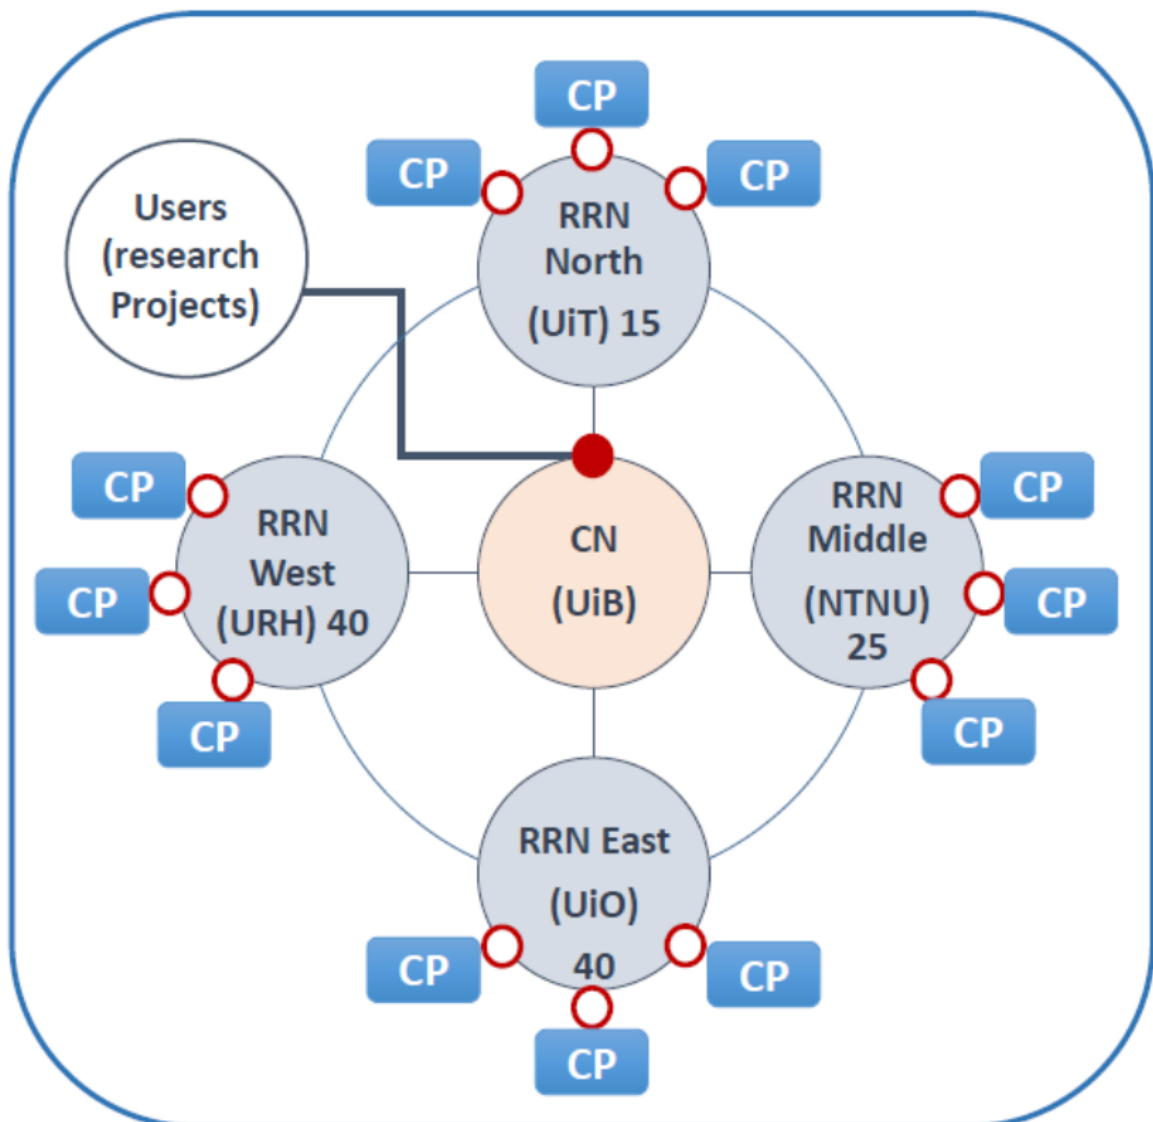 CP
CP
CP
Users
(research
Projects)
RRN
North
(UiT) 15
CP
RRN
West
(URH) 40
CP
CP
CN
(UiB)
RRN
Middle
(NTNU)
25
CP
CP
CP
RRN East
(UiO)
40
CP
CP
CP